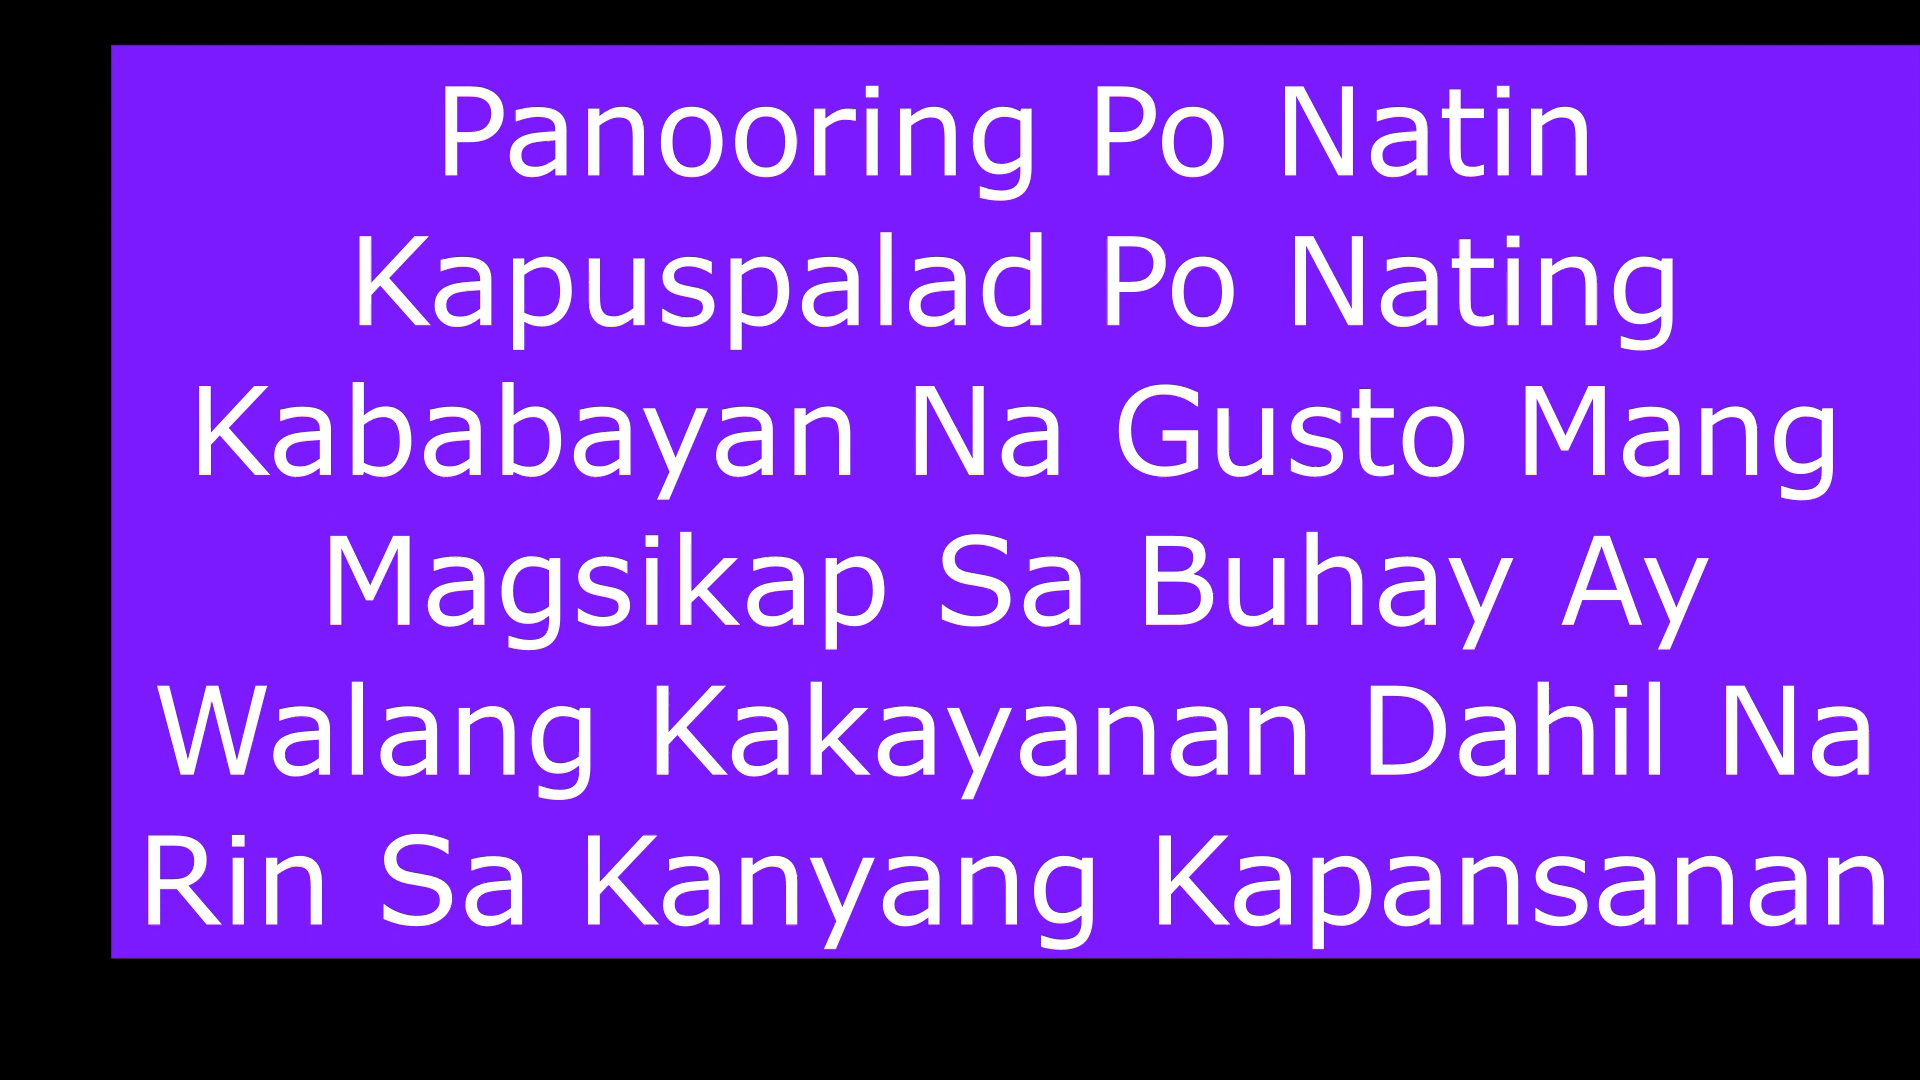 Panooring Po Natin
Kapuspalad Po Nating
Kababayan Na Gusto Mang
Magsikap Sa Buhay Ay
Walang Kakayanan Dahil Na
Rin Sa Kanyang Kapansanan